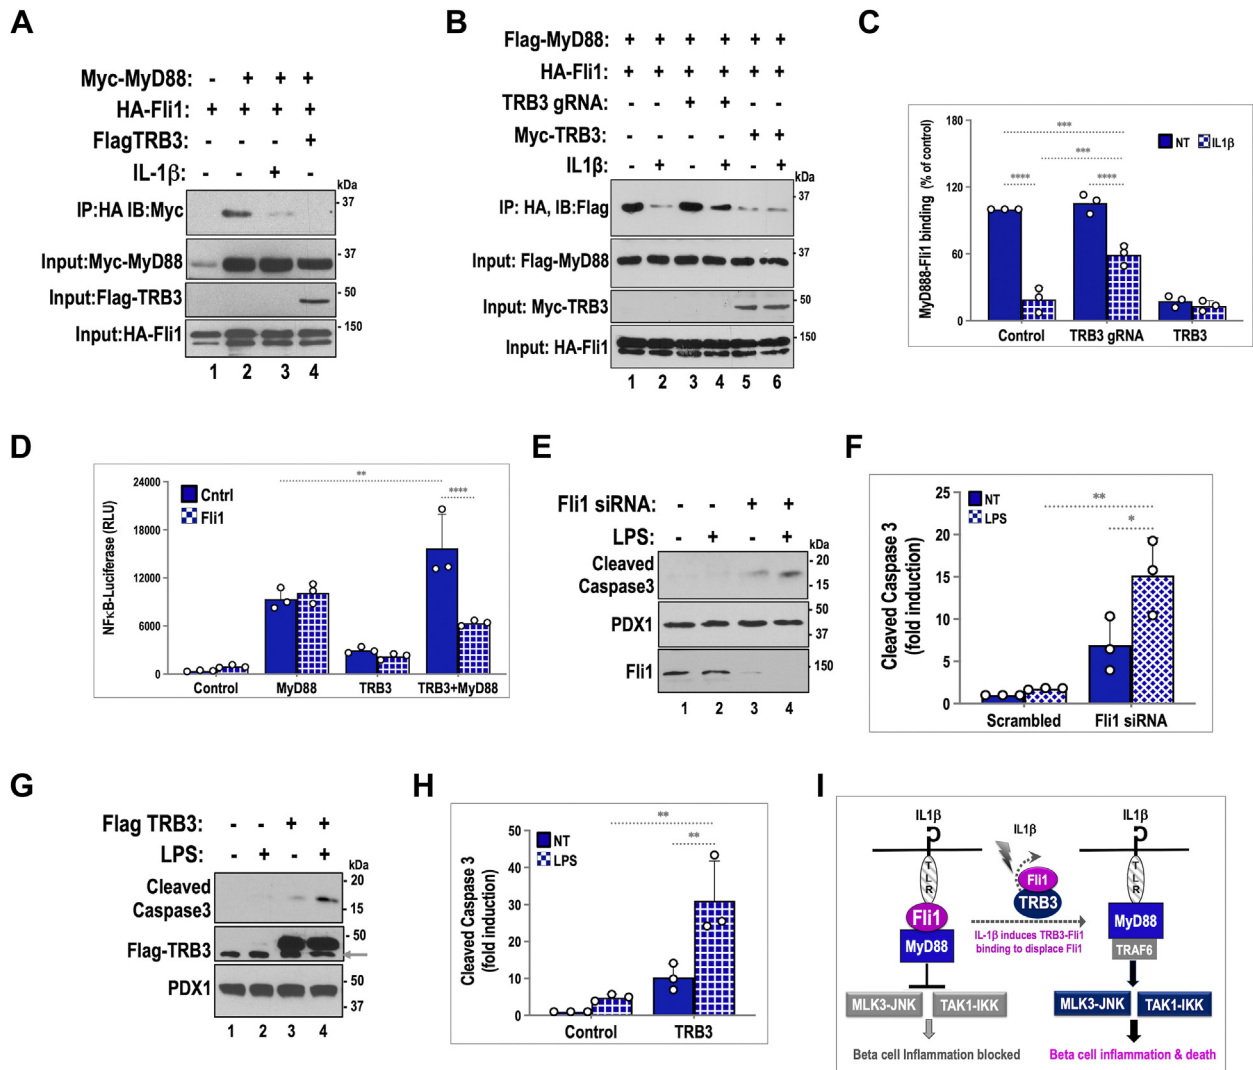 A
Myc-MyD88: - + + +
HA-Fli1: + + + +
FlagTRB3: - - - +
IL-1β: - - + -
kDa
IP:HA IB:Myc
- 37
Input:Myc-MyD88
- 37
Input:Flag-TRB3
- 50
Input:HA-Fli1
- 150
1 2 3 4
B
Flag-MyD88: + + + + + +
HA-Fli1: + + + + + +
TRB3 gRNA: - - + + - -
Myc-TRB3: - - - - + +
IL1β: - + - + - +
kDa
IP: HA, IB:Flag
- 37
Input: Flag-MyD88
- 37
Input: Myc-TRB3
- 50
Input: HA-Fli1
- 150
1 2 3 4 5 6
C
MyD888-Fli1 binding (% of control)
180
120
60
0
NT IL1β
***
***
**** ****
Control TRB3 gRNA TRB3
D
NFκB-Luciferase (RLU)
24000
18000
12000
6000
0
Cntrl
Fli1
**
****
Control MyD88 TRB3 TRB3+MyD88
E
Fli1 siRNA: - - + +
LPS: - + - +
kDa
Cleaved
Caspase3
- 20
- 15
PDX1
- 50
- 37
Fli1
- 150
1 2 3 4
F
Cleaved Caspase 3
(fold induction)
25
20
15
10
5
0
NT
LPS
**
*
Scrambled Fli1 siRNA
G
Flag TRB3: - - + +
LPS: - + - +
kDa
Cleaved
Caspase3
- 20
- 15
Flag-TRB3
- 50
PDX1
- 50
- 37
1 2 3 4
H
Cleaved Caspase 3
(fold induction)
50
40
30
20
10
0
NT
LPS
**
**
Control TRB3
I
IL1β
TLR
Fli1
MyD88
MLK3-JNK TAK1-IKK
Beta cell Inflammation blocked
IL1β
Fli1
TRB3
IL-1β induces TRB3-Fli1
binding to displace Fli1
IL1β
TLR
MyD88
TRAF6
MLK3-JNK TAK1-IKK
Beta cell inflammation & death